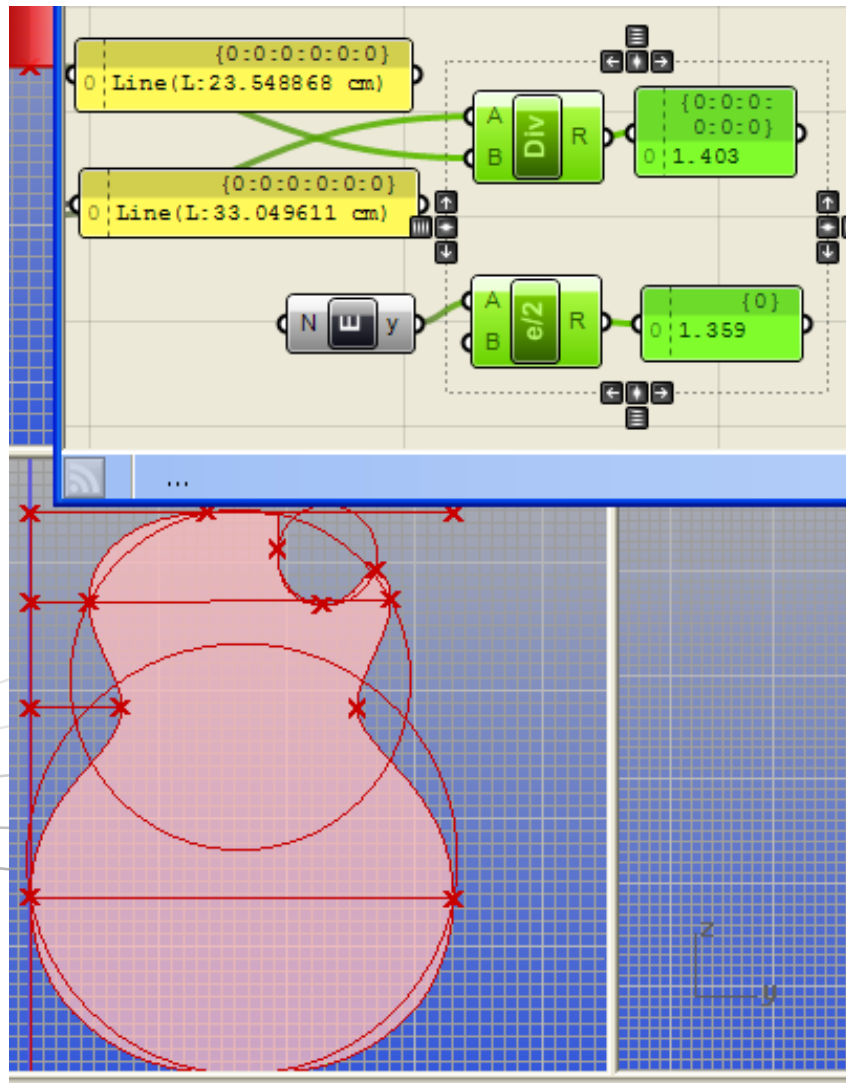 {0:0:0:0:0:0}
0 Line(L:23.548868 cm)
{0:0:0:0:0:0}
0 Line(L:33.049611 cm)
A
B
Div
R
{0:0:0:
0:0:0}
0 1.403
N
E
y
A
B
e/2
R
{0}
0 1.359
...
z
y